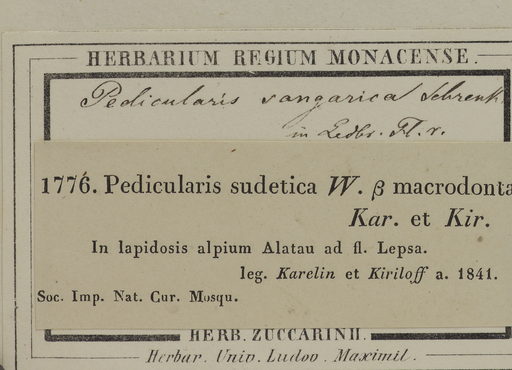 HERBARIUM REGIUM MONACENSE.
Pedicularis songarica Schrenk
in Ledbr. Fl. r.
1776. Pedicularis sudetica W. β macrodonta
Kar. et Kir.
In lapidosis alpium Alatau ad fl. Lepsa.
leg. Karelin et Kiriloff a. 1841.
Soc. Imp. Nat. Cur. Mosqu.
HERB. ZUCCARINII.
Herbar. Univ. Ludov. Maximil.